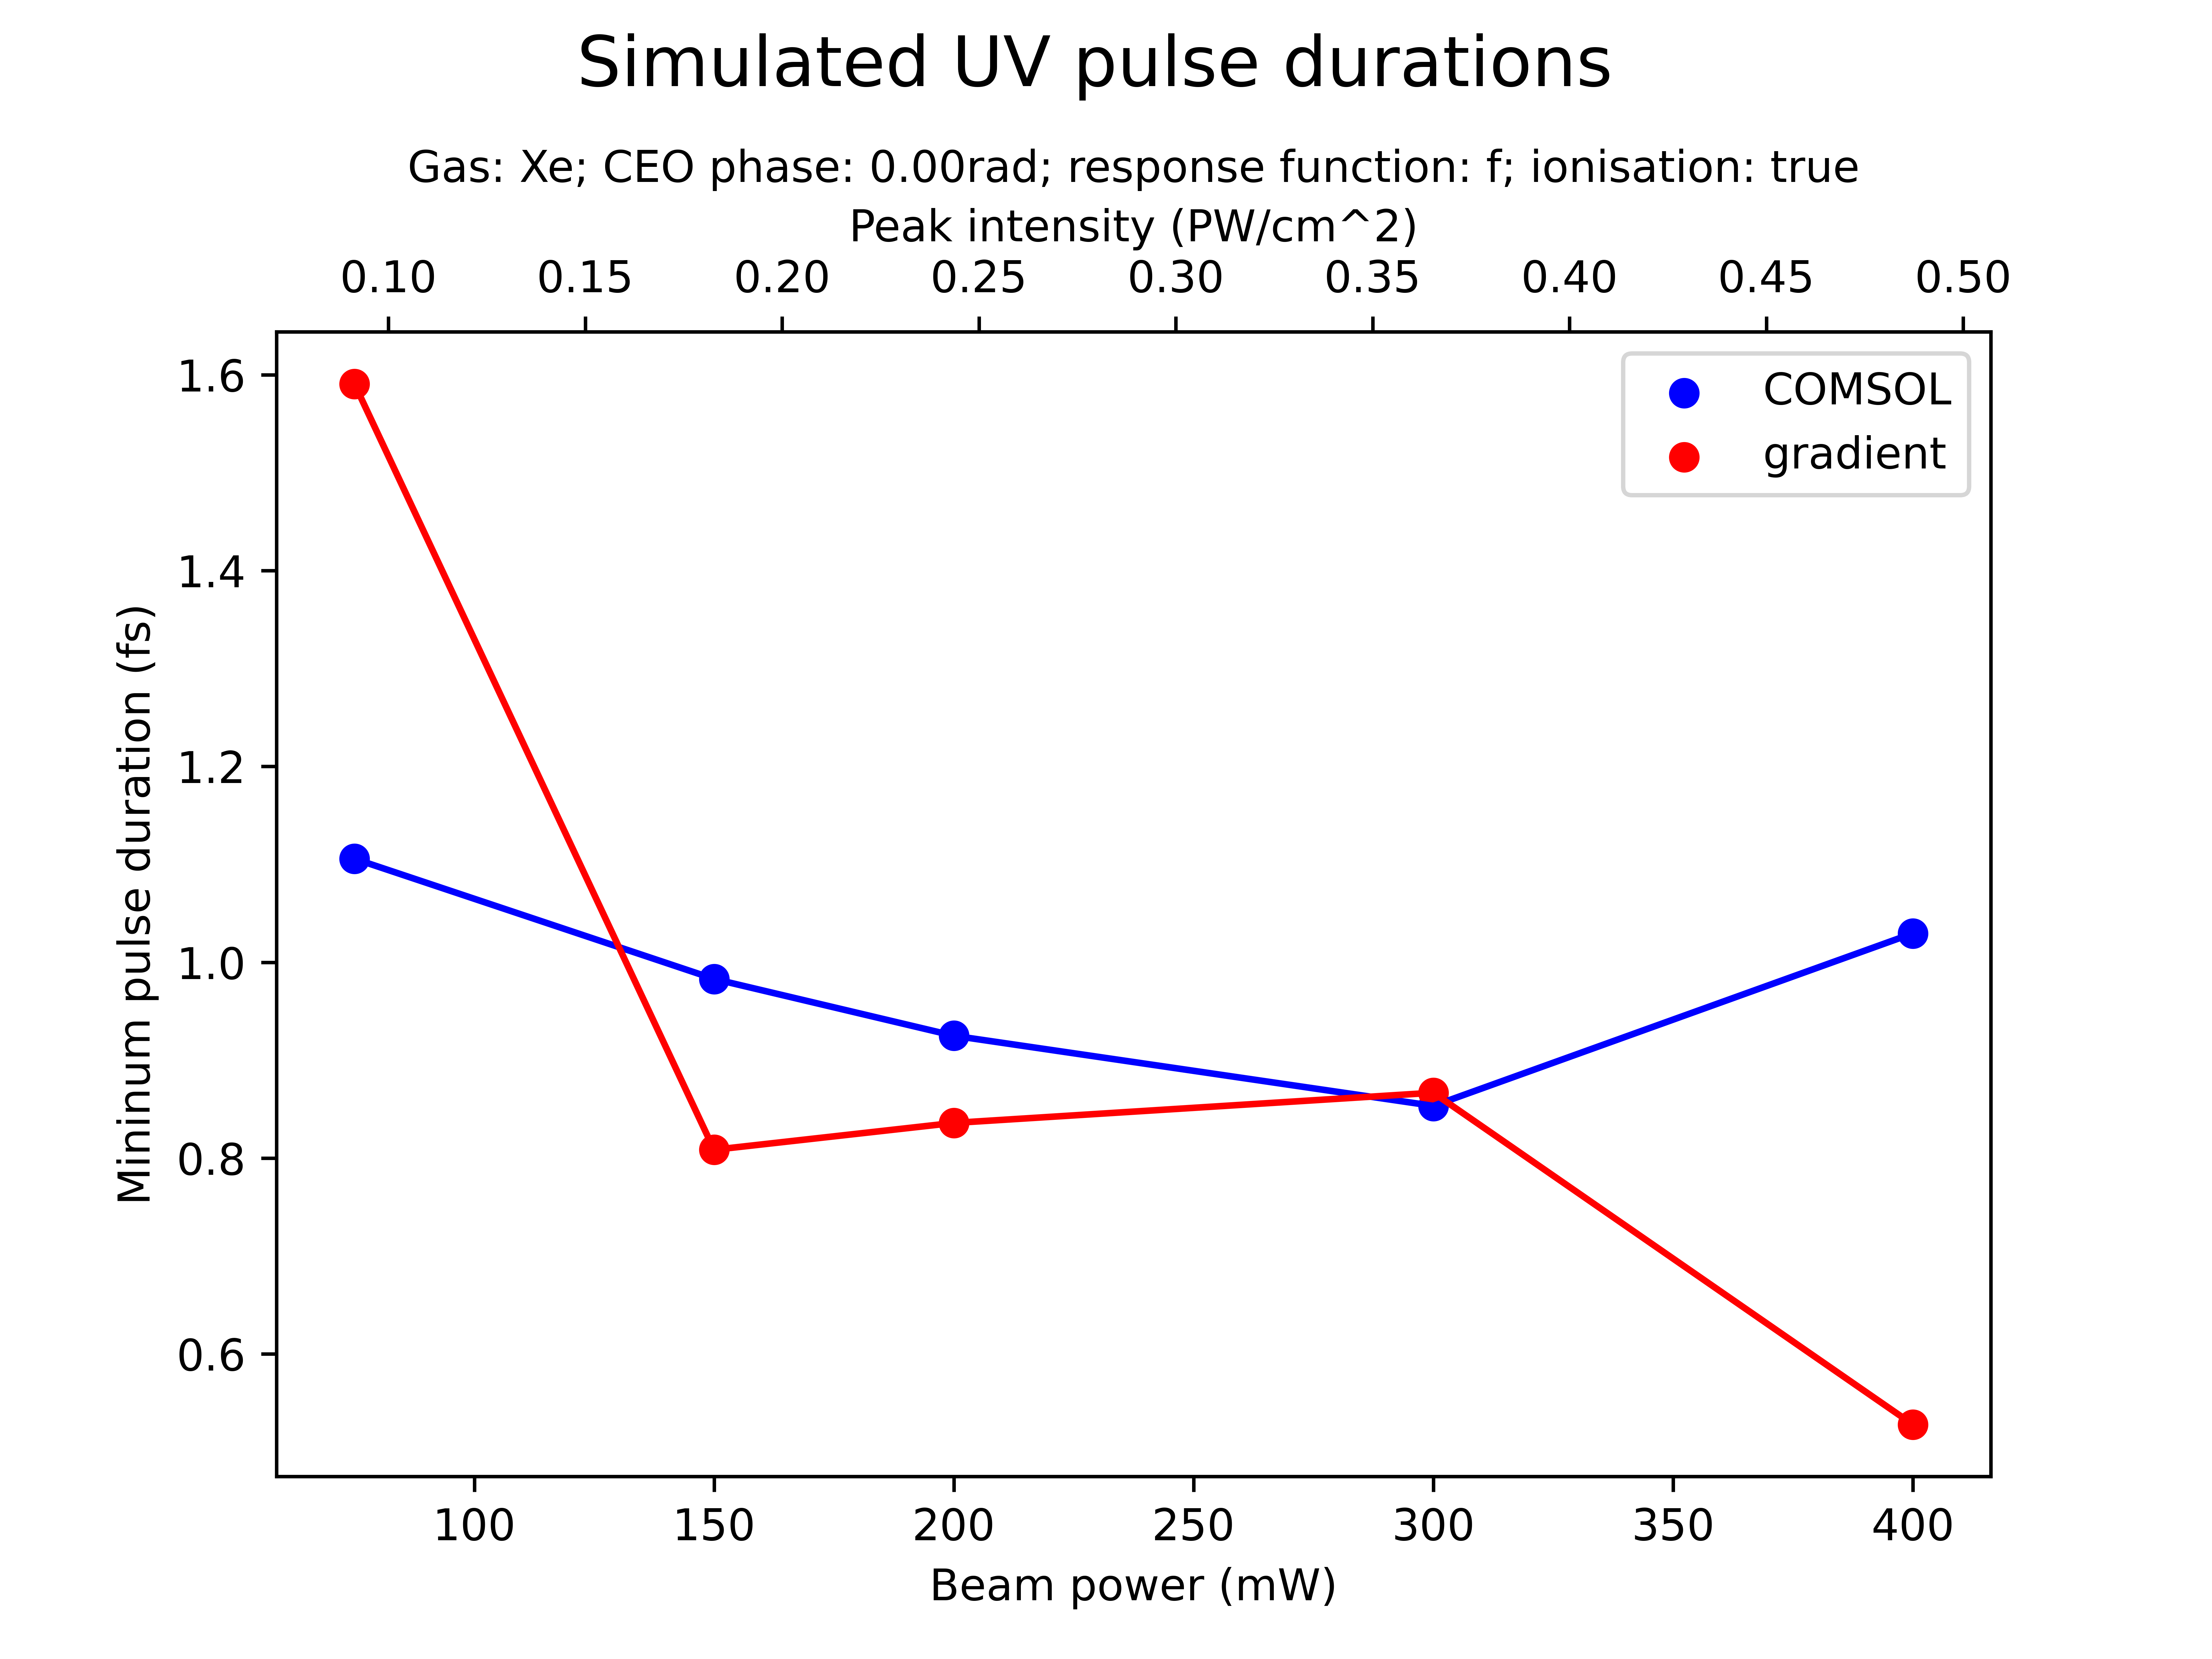 Simulated UV pulse durations
Gas: Xe; CEO phase: 0.00rad; response function: f; ionisation: true
Peak intensity (PW/cm^2)
0.10 0.15 0.20 0.25 0.30 0.35 0.40 0.45 0.50
COMSOL
gradient
Mininum pulse duration (fs)
1.6
1.4
1.2
1.0
0.8
0.6
100 150 200 250 300 350 400
Beam power (mW)